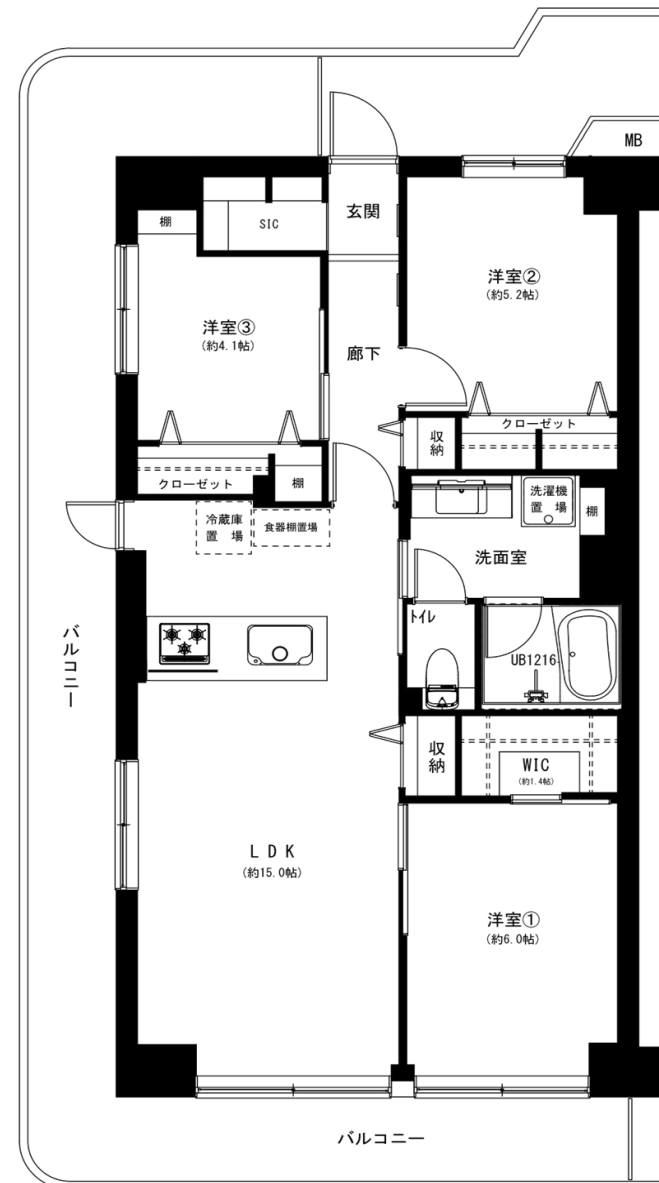 MB
玄関
SIC
棚
洋室②
(約5.2帖)
洋室③
(約4.1帖)
廊下
クローゼット
収
納
クローゼット
棚
冷蔵庫
置 場
食器棚置場
洗濯機
置 場
棚
洗面室
トイレ
UB1216
バルコニー
収
納
WIC
(約1.4帖)
LDK
(約15.0帖)
洋室①
(約6.0帖)
バルコニー